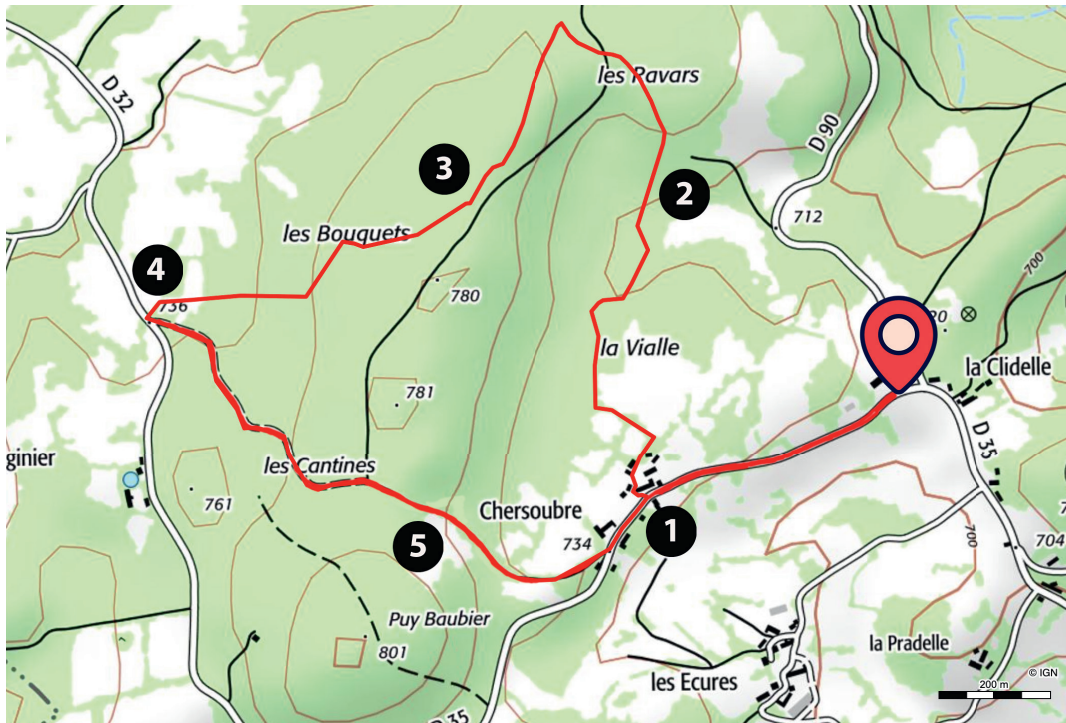 D 32
les Pavars
D 90
3
2
les Bouquets
712
700
4
736
780
20
la Vialle
la Clidelle
781
D 35
ginier
les Cantines
761
Chersoubre
1
5
734
700
704
7
Puy Baubier
801
la Pradelle
les Ecures
© IGN
200 m
D 35